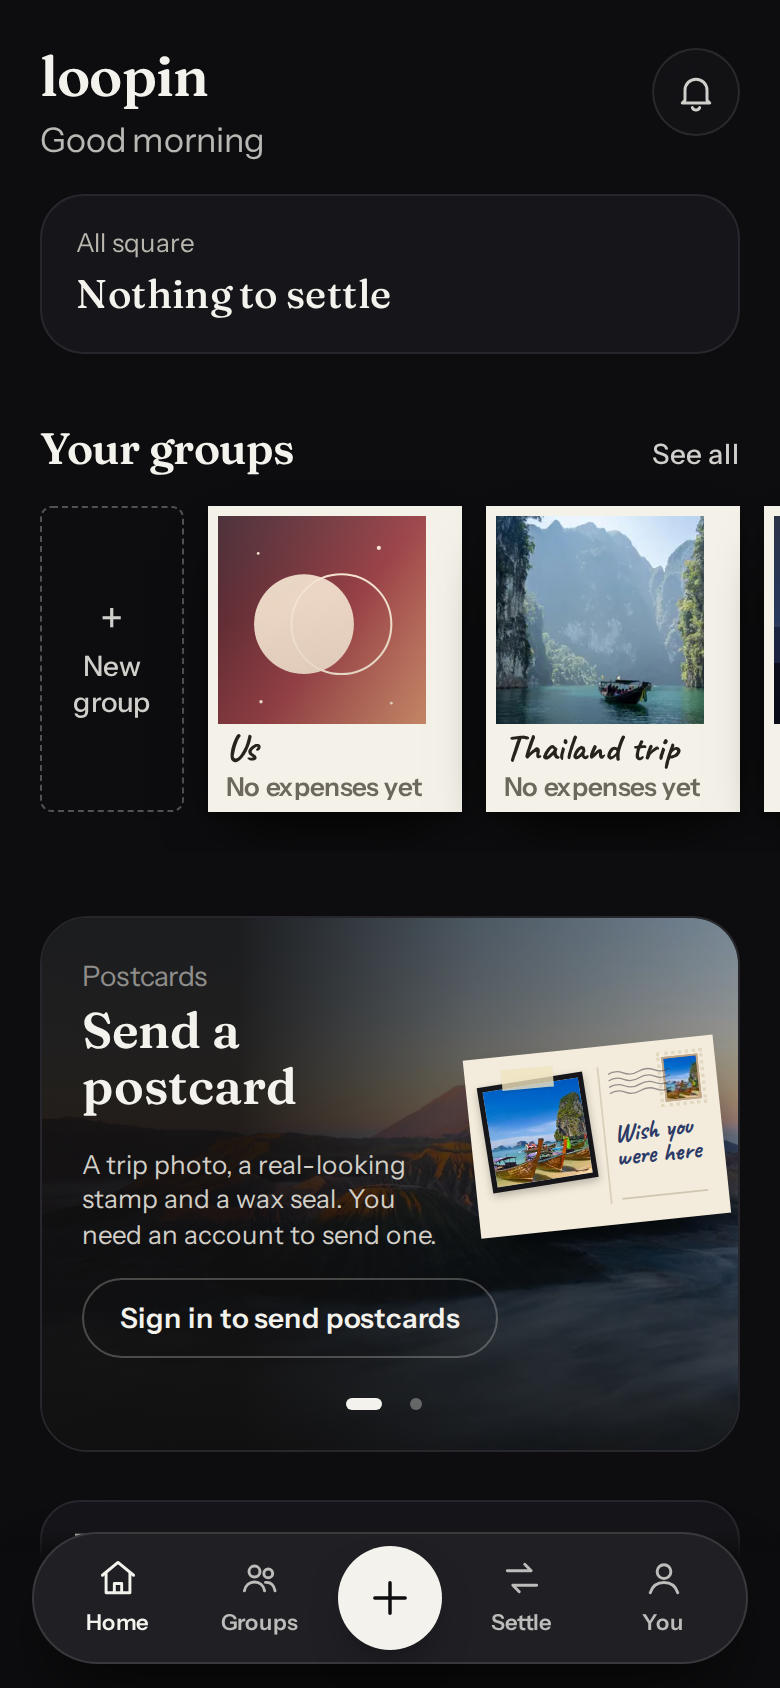 loopin
Good morning
All square
Nothing to settle
Your groups
See all
+
New
group
Us
No expenses yet
Thailand trip
No expenses yet
Postcards
Send a
postcard
Wish you
were here
A trip photo, a real-looking
stamp and a wax seal. You
need an account to send one.
Sign in to send postcards
Home
Groups
Settle
You